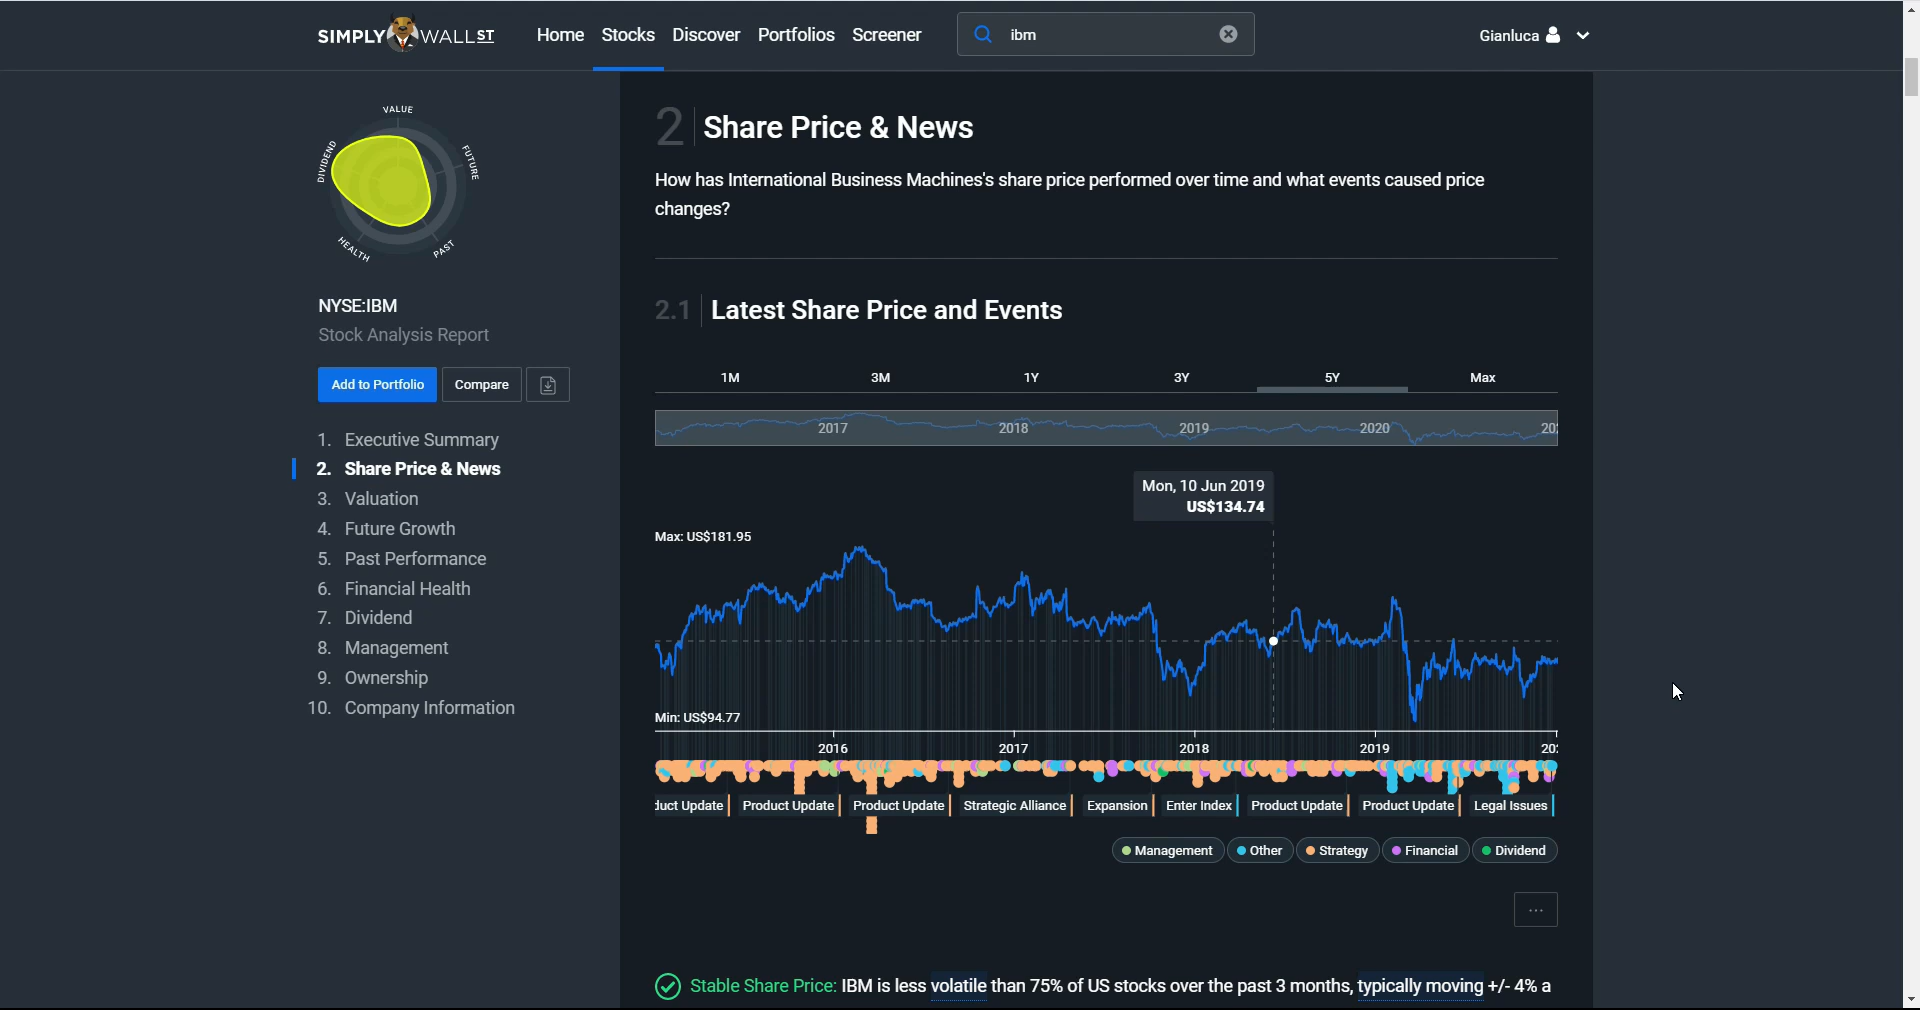 SIMPLY WALLST
Home Stocks Discover Portfolios Screener
ibm
Gianluca
VALUE
FUTURE
PAST
HEALTH
DIVIDEND
NYSE:IBM
Stock Analysis Report
Add to Portfolio
Compare
1. Executive Summary
2. Share Price & News
3. Valuation
4. Future Growth
5. Past Performance
6. Financial Health
7. Dividend
8. Management
9. Ownership
10. Company Information
2 Share Price & News
How has International Business Machines's share price performed over time and what events caused price
changes?
2.1 Latest Share Price and Events
1M 3M 1Y 3Y 5Y Max
2017 2018 2019 2020 20
Mon, 10 Jun 2019
US$134.74
Max: US$181.95
Min: US$94.77
2016 2017 2018 2019 20
duct Update Product Update Product Update Strategic Alliance Expansion Enter Index Product Update Product Update Legal Issues
Management Other Strategy Financial Dividend
...
Stable Share Price: IBM is less volatile than 75% of US stocks over the past 3 months, typically moving +/- 4% a